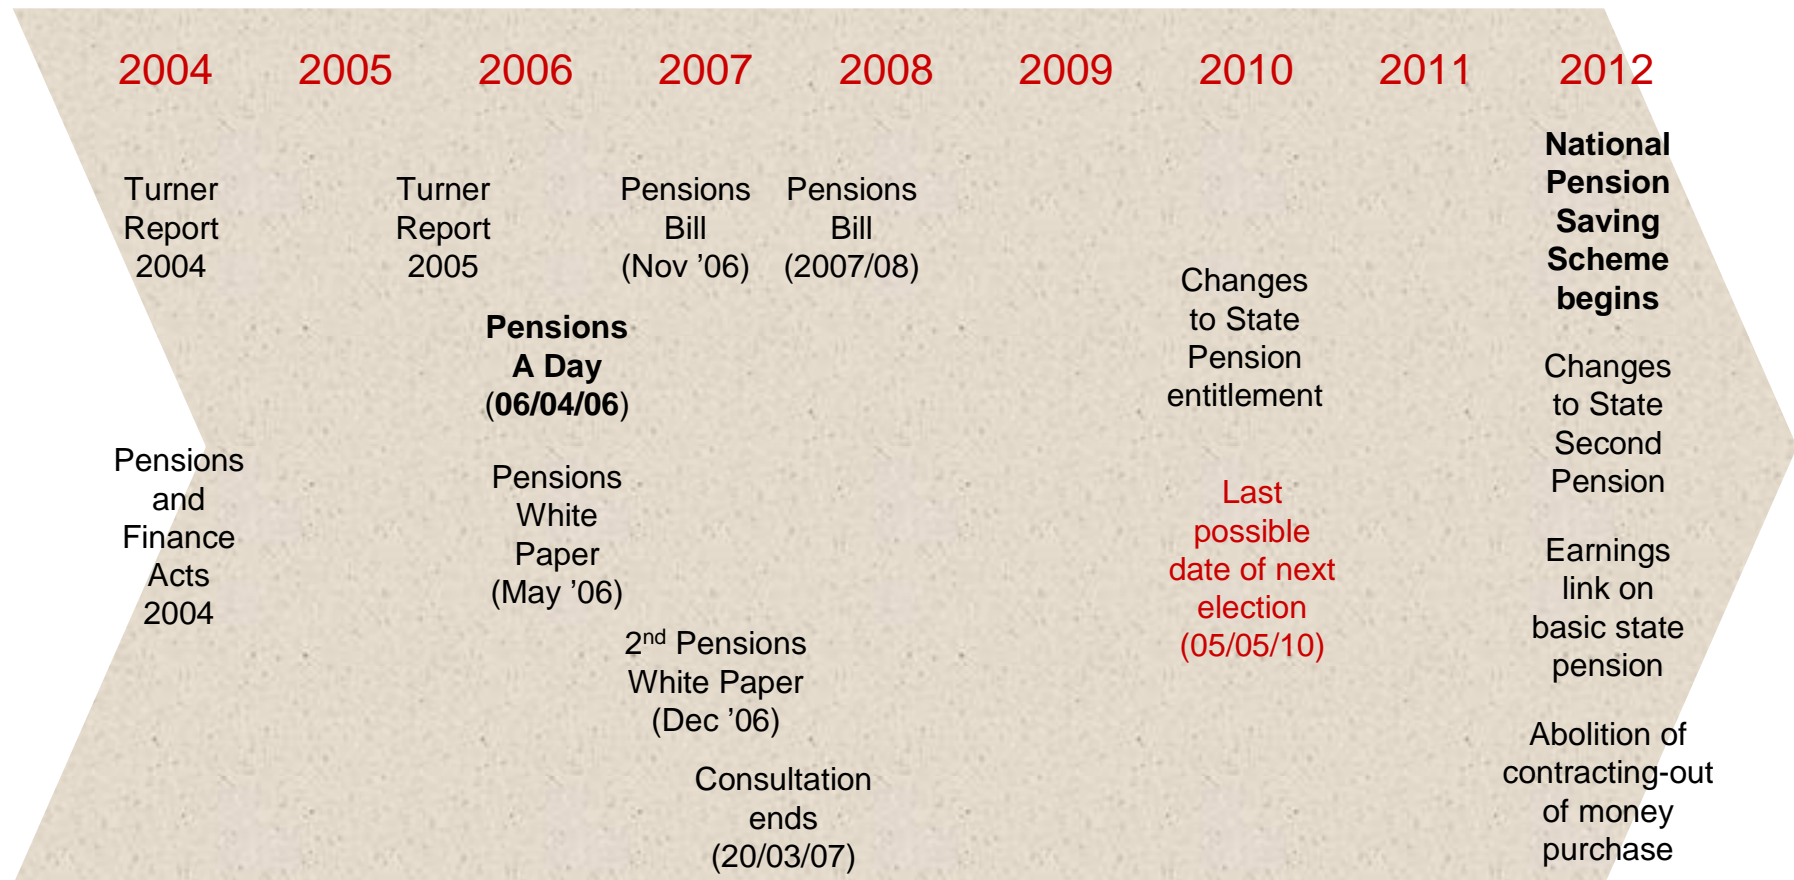 2004 2005 2006 2007 2008 2009 2010 2011 2012
Turner
Report
2004
Pensions
and
Finance
Acts
2004
Turner
Report
2005
Pensions
A Day
(06/04/06)
Pensions
White
Paper
(May ’06)
Pensions
Bill
(Nov ’06)
2nd Pensions
White Paper
(Dec ’06)
Consultation
ends
(20/03/07)
Pensions
Bill
(2007/08)
Changes
to State
Pension
entitlement
Last
possible
date of next
election
(05/05/10)
National
Pension
Saving
Scheme
begins
Changes
to State
Second
Pension
Earnings
link on
basic state
pension
Abolition of
contracting-out
of money
purchase